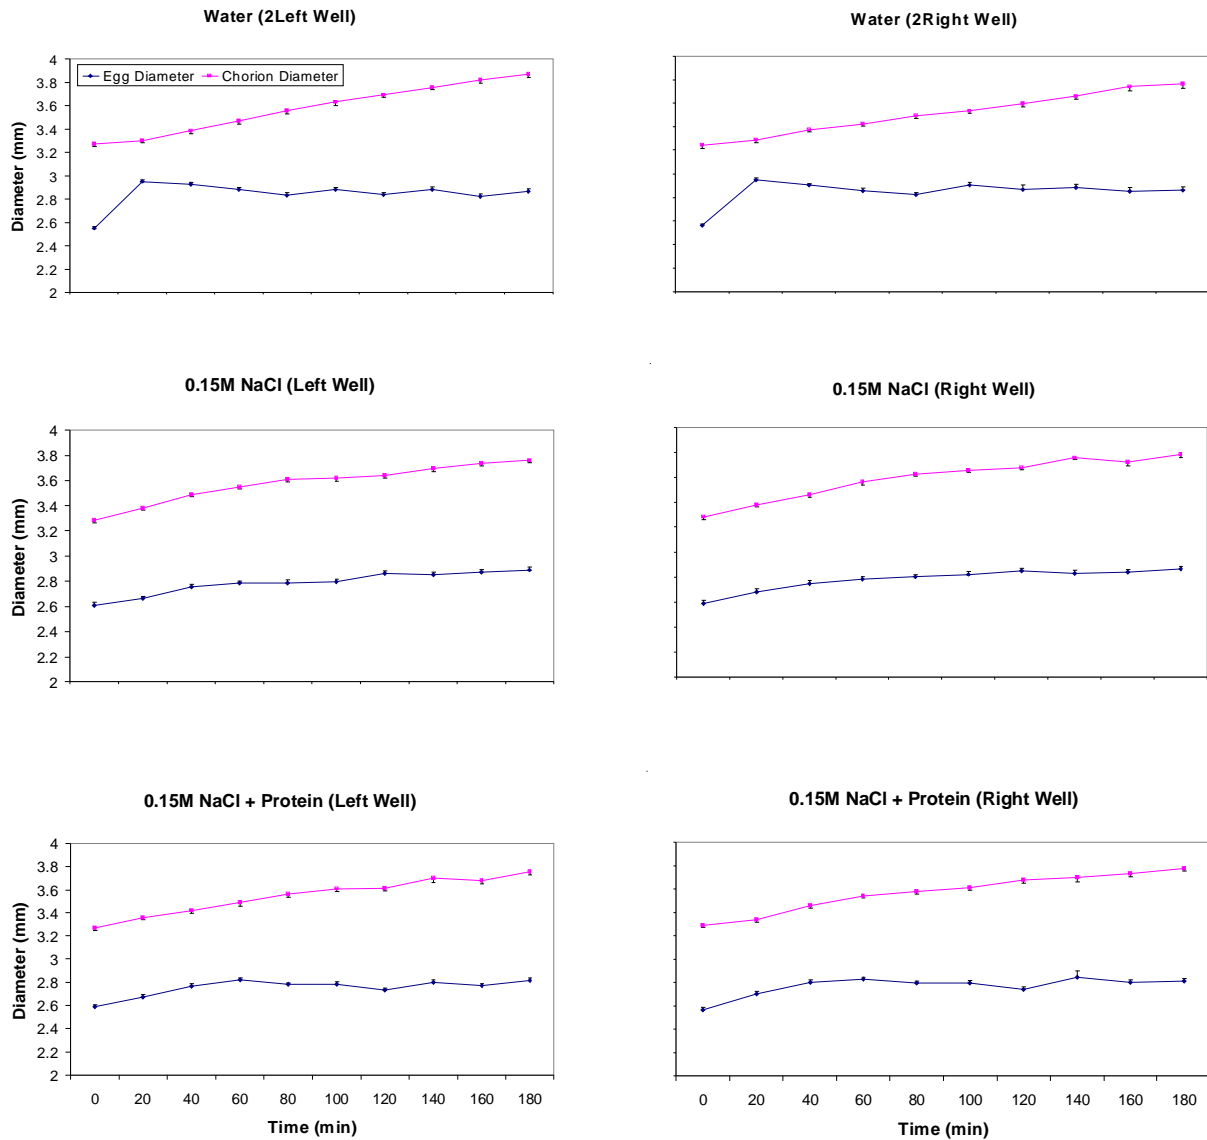 Water (2Left Well)
Water (2Right Well)
4
3.8
3.6
3.4
3.2
3
2.8
2.6
2.4
2.2
2
Diameter (mm)
Egg Diameter Chorion Diameter
0.15M NaCl (Left Well)
0.15M NaCl (Right Well)
4
3.8
3.6
3.4
3.2
3
2.8
2.6
2.4
2.2
2
Diameter (mm)
0.15M NaCl + Protein (Left Well)
0.15M NaCl + Protein (Right Well)
4
3.8
3.6
3.4
3.2
3
2.8
2.6
2.4
2.2
2
Diameter (mm)
0 20 40 60 80 100 120 140 160 180
Time (min)
0 20 40 60 80 100 120 140 160 180
Time (min)